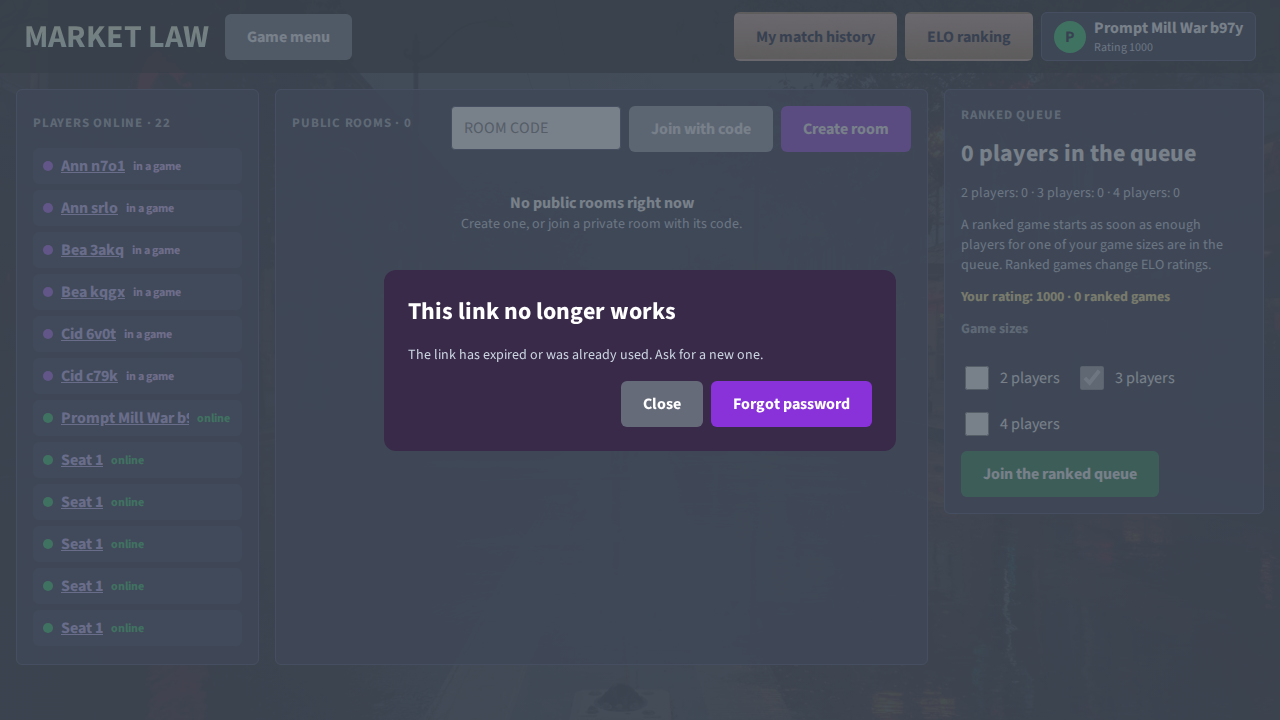 MARKET LAW
Game menu
My match history
ELO ranking
P
Prompt Mill War b97y
Rating 1000
PLAYERS ONLINE · 22
Ann n7o1 in a game
Ann srlo in a game
Bea 3akq in a game
Bea kqgx in a game
Cid 6v0t in a game
Cid c79k in a game
Prompt Mill War b online
Seat 1 online
Seat 1 online
Seat 1 online
Seat 1 online
Seat 1 online
PUBLIC ROOMS · 0
ROOM CODE
Join with code
Create room
No public rooms right now
Create one, or join a private room with its code.
This link no longer works
The link has expired or was already used. Ask for a new one.
Close
Forgot password
RANKED QUEUE
0 players in the queue
2 players: 0 · 3 players: 0 · 4 players: 0
A ranked game starts as soon as enough
players for one of your game sizes are in the
queue. Ranked games change ELO ratings.
Your rating: 1000 · 0 ranked games
Game sizes
2 players
3 players
4 players
Join the ranked queue